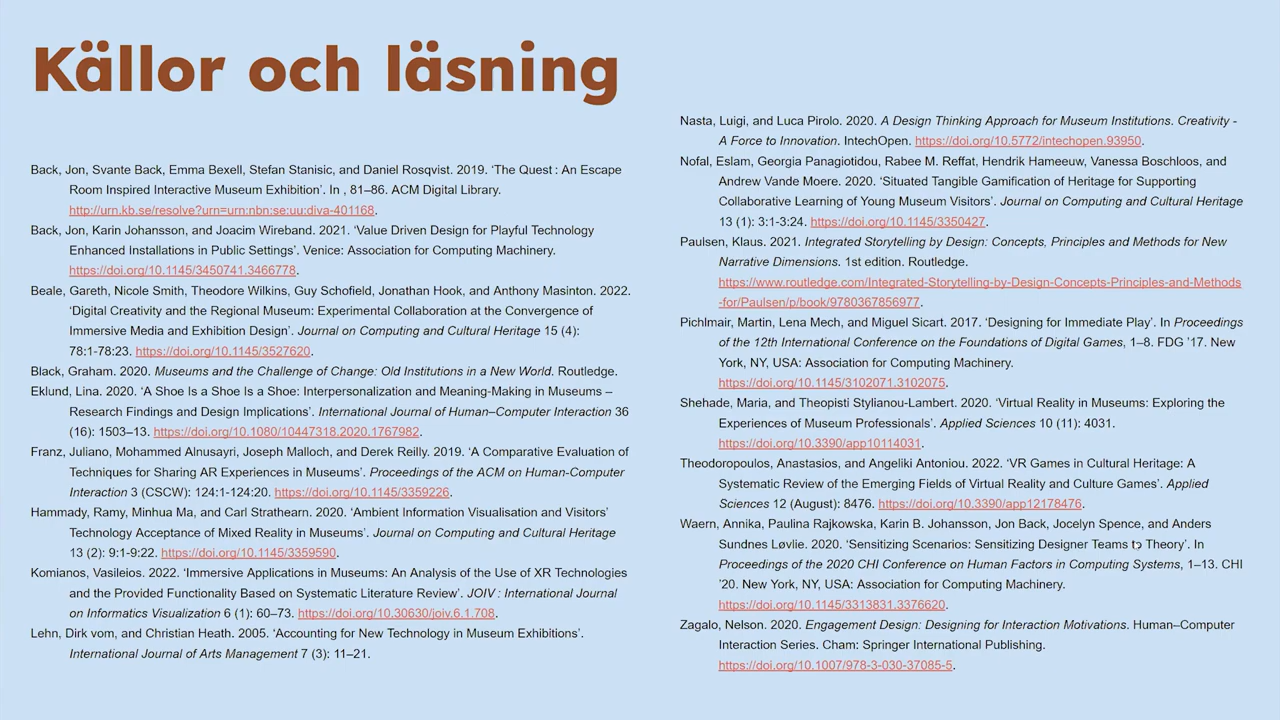 Källor och läsning
Back, Jon, Svante Back, Emma Bexell, Stefan Stanisic, and Daniel Rosqvist. 2019. ‘The Quest : An Escape
Room Inspired Interactive Museum Exhibition’. In , 81–86. ACM Digital Library.
http://urn.kb.se/resolve?urn=urn:nbn:se:uu:diva-401168.
Back, Jon, Karin Johansson, and Joacim Wireband. 2021. ‘Value Driven Design for Playful Technology
Enhanced Installations in Public Settings’. Venice: Association for Computing Machinery.
https://doi.org/10.1145/3450741.3466778.
Beale, Gareth, Nicole Smith, Theodore Wilkins, Guy Schofield, Jonathan Hook, and Anthony Masinton. 2022.
‘Digital Creativity and the Regional Museum: Experimental Collaboration at the Convergence of
Immersive Media and Exhibition Design’. Journal on Computing and Cultural Heritage 15 (4):
78:1-78:23. https://doi.org/10.1145/3527620.
Black, Graham. 2020. Museums and the Challenge of Change: Old Institutions in a New World. Routledge.
Eklund, Lina. 2020. ‘A Shoe Is a Shoe Is a Shoe: Interpersonalization and Meaning-Making in Museums –
Research Findings and Design Implications’. International Journal of Human–Computer Interaction 36
(16): 1503–13. https://doi.org/10.1080/10447318.2020.1767982.
Franz, Juliano, Mohammed Alnusayri, Joseph Malloch, and Derek Reilly. 2019. ‘A Comparative Evaluation of
Techniques for Sharing AR Experiences in Museums’. Proceedings of the ACM on Human-Computer
Interaction 3 (CSCW): 124:1-124:20. https://doi.org/10.1145/3359226.
Hammady, Ramy, Minhua Ma, and Carl Strathearn. 2020. ‘Ambient Information Visualisation and Visitors’
Technology Acceptance of Mixed Reality in Museums’. Journal on Computing and Cultural Heritage
13 (2): 9:1-9:22. https://doi.org/10.1145/3359590.
Komianos, Vasileios. 2022. ‘Immersive Applications in Museums: An Analysis of the Use of XR Technologies
and the Provided Functionality Based on Systematic Literature Review’. JOIV : International Journal
on Informatics Visualization 6 (1): 60–73. https://doi.org/10.30630/joiv.6.1.708.
Lehn, Dirk vom, and Christian Heath. 2005. ‘Accounting for New Technology in Museum Exhibitions’.
International Journal of Arts Management 7 (3): 11–21.
Nasta, Luigi, and Luca Pirolo. 2020. A Design Thinking Approach for Museum Institutions. Creativity -
A Force to Innovation. IntechOpen. https://doi.org/10.5772/intechopen.93950.
Nofal, Eslam, Georgia Panagiotidou, Rabee M. Reffat, Hendrik Hameeuw, Vanessa Boschloos, and
Andrew Vande Moere. 2020. ‘Situated Tangible Gamification of Heritage for Supporting
Collaborative Learning of Young Museum Visitors’. Journal on Computing and Cultural Heritage
13 (1): 3:1-3:24. https://doi.org/10.1145/3350427.
Paulsen, Klaus. 2021. Integrated Storytelling by Design: Concepts, Principles and Methods for New
Narrative Dimensions. 1st edition. Routledge.
https://www.routledge.com/Integrated-Storytelling-by-Design-Concepts-Principles-and-Methods
-for/Paulsen/p/book/9780367856977.
Pichlmair, Martin, Lena Mech, and Miguel Sicart. 2017. ‘Designing for Immediate Play’. In Proceedings
of the 12th International Conference on the Foundations of Digital Games, 1–8. FDG ’17. New
York, NY, USA: Association for Computing Machinery.
https://doi.org/10.1145/3102071.3102075.
Shehade, Maria, and Theopisti Stylianou-Lambert. 2020. ‘Virtual Reality in Museums: Exploring the
Experiences of Museum Professionals’. Applied Sciences 10 (11): 4031.
https://doi.org/10.3390/app10114031.
Theodoropoulos, Anastasios, and Angeliki Antoniou. 2022. ‘VR Games in Cultural Heritage: A
Systematic Review of the Emerging Fields of Virtual Reality and Culture Games’. Applied
Sciences 12 (August): 8476. https://doi.org/10.3390/app12178476.
Waern, Annika, Paulina Rajkowska, Karin B. Johansson, Jon Back, Jocelyn Spence, and Anders
Sundnes Løvlie. 2020. ‘Sensitizing Scenarios: Sensitizing Designer Teams to Theory’. In
Proceedings of the 2020 CHI Conference on Human Factors in Computing Systems, 1–13. CHI
’20. New York, NY, USA: Association for Computing Machinery.
https://doi.org/10.1145/3313831.3376620.
Zagalo, Nelson. 2020. Engagement Design: Designing for Interaction Motivations. Human–Computer
Interaction Series. Cham: Springer International Publishing.
https://doi.org/10.1007/978-3-030-37085-5.